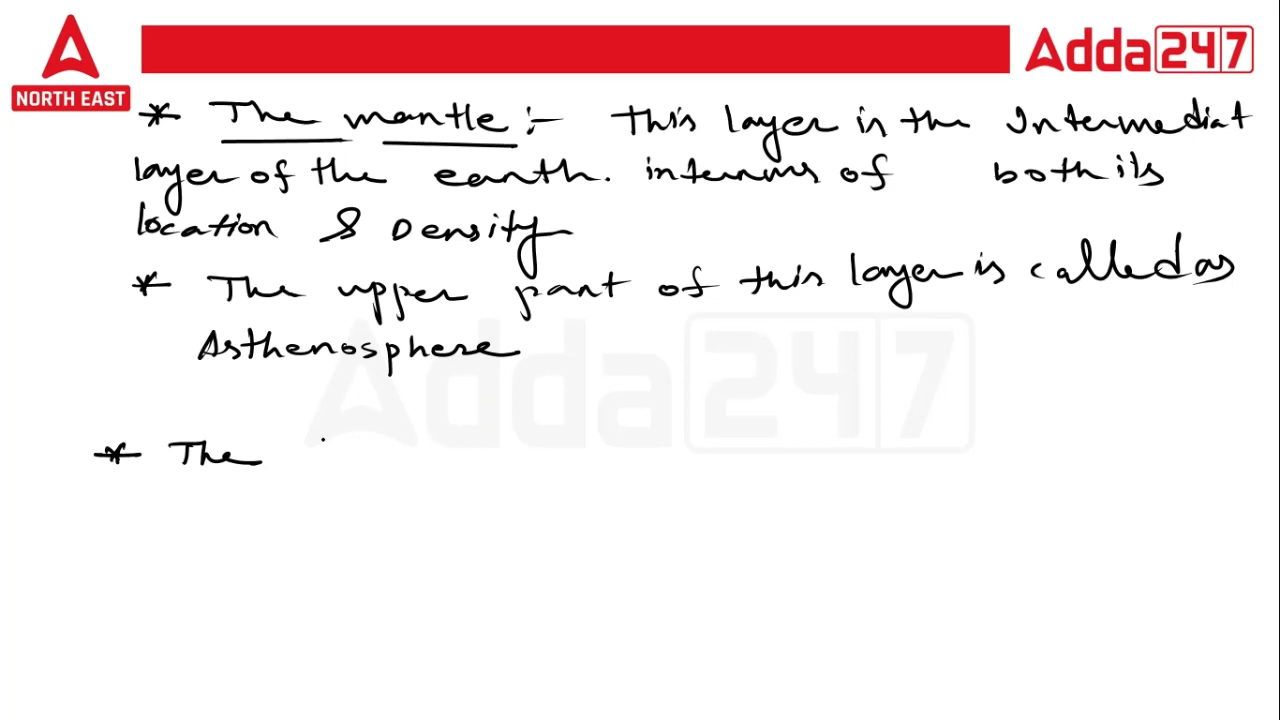 NORTH EAST
Adda247
* The mantle :- This layer is the Intermediat
layer of the earth. interms of both its
location & Density
* The upper part of this layer is called as
Asthenosphere
Adda247
* The